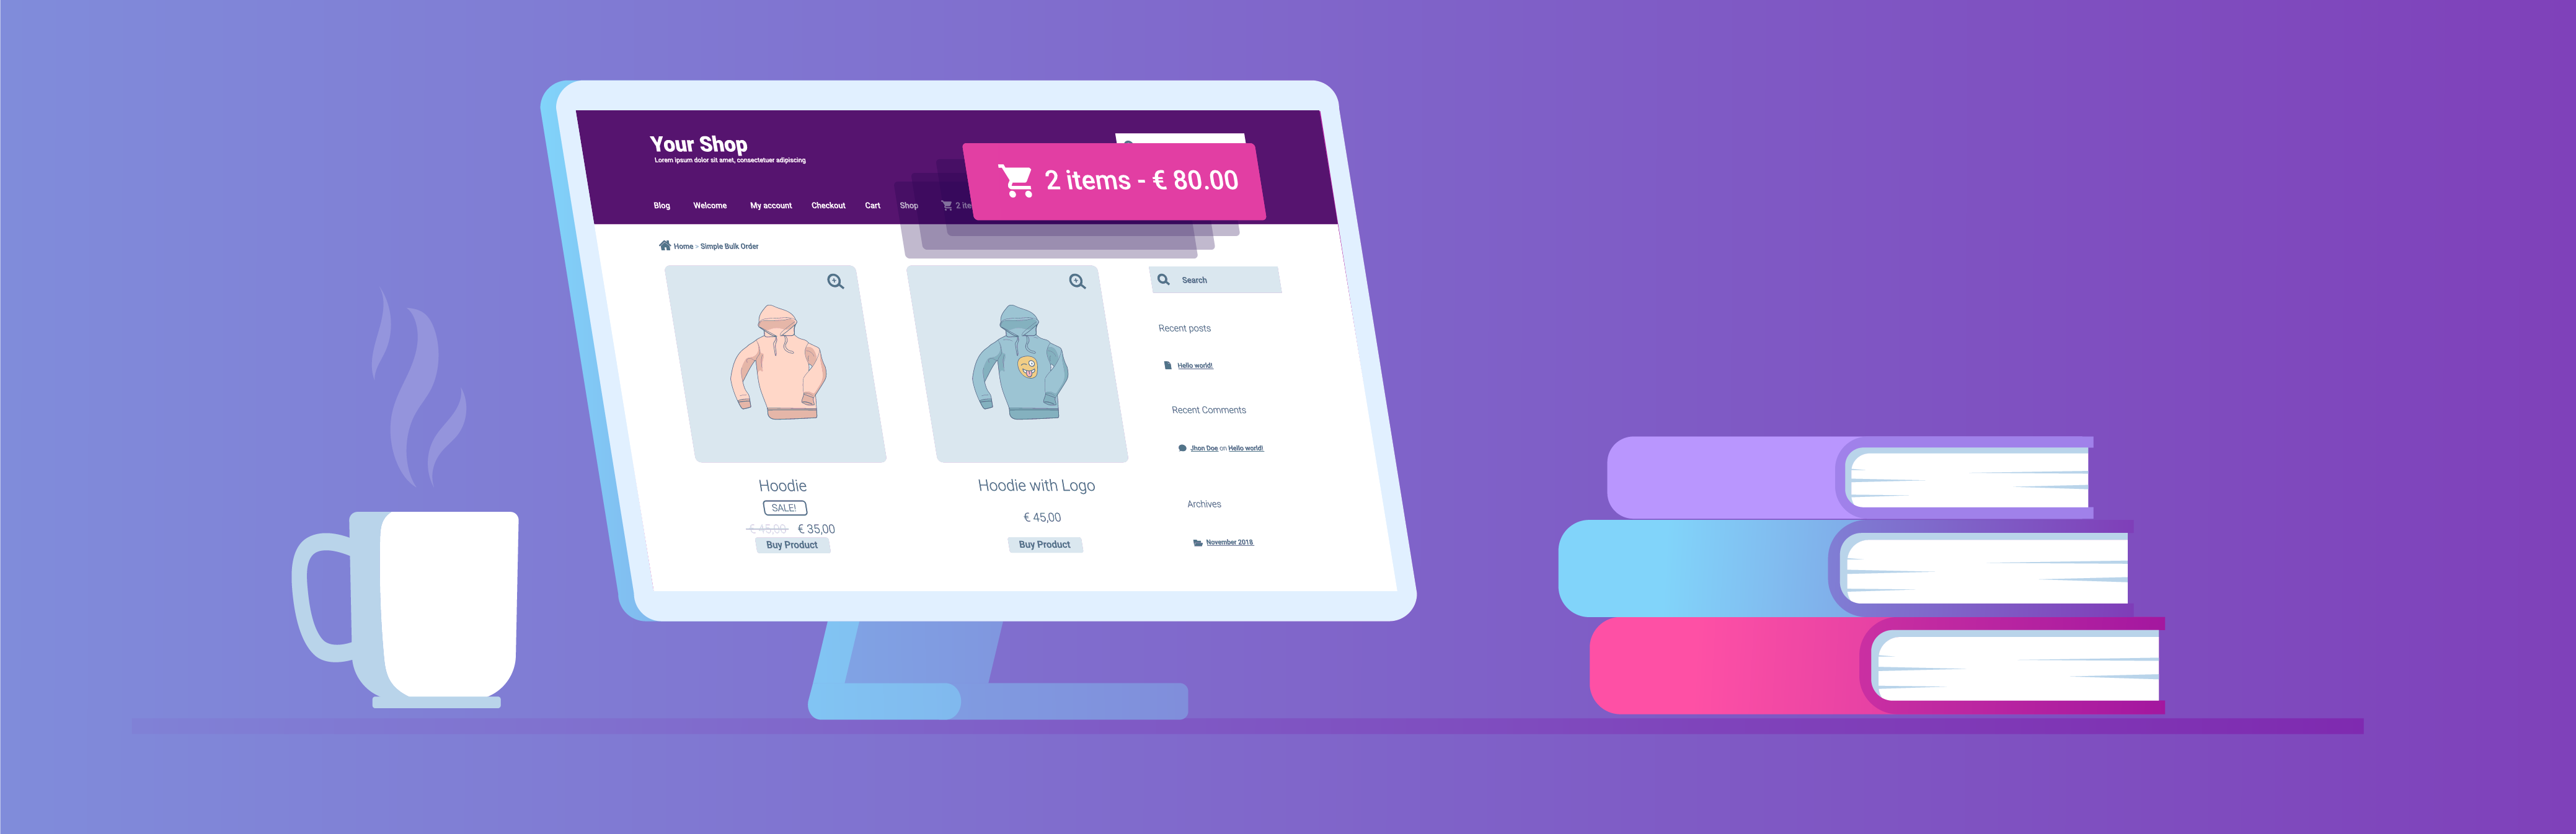 Your Shop
Lorem ipsum dolor sit amet, consectetuer adipiscing
2 items - € 80.00
Blog Welcome My account Checkout Cart Shop 2 ite
Home > Simple Bulk Order
Search
Recent posts
Hello world!
Recent Comments
Jhon Doe on Hello world!
Archives
November 2018
Hoodie
SALE!
€ 45,00 € 35,00
Buy Product
Hoodie with Logo
€ 45,00
Buy Product